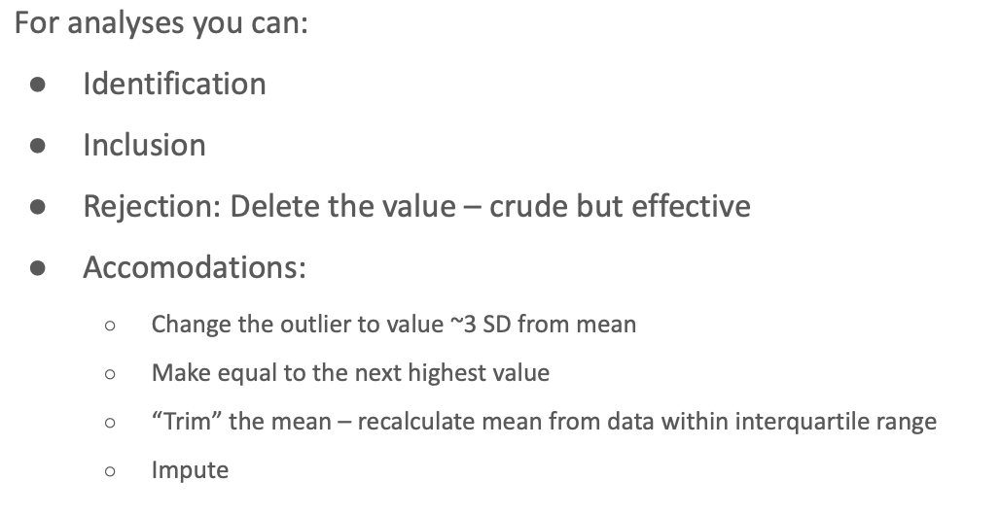 For analyses you can:
● Identification
● Inclusion
● Rejection: Delete the value – crude but effective
● Accomodations:
○ Change the outlier to value ~3 SD from mean
○ Make equal to the next highest value
○ “Trim” the mean – recalculate mean from data within interquartile range
○ Impute